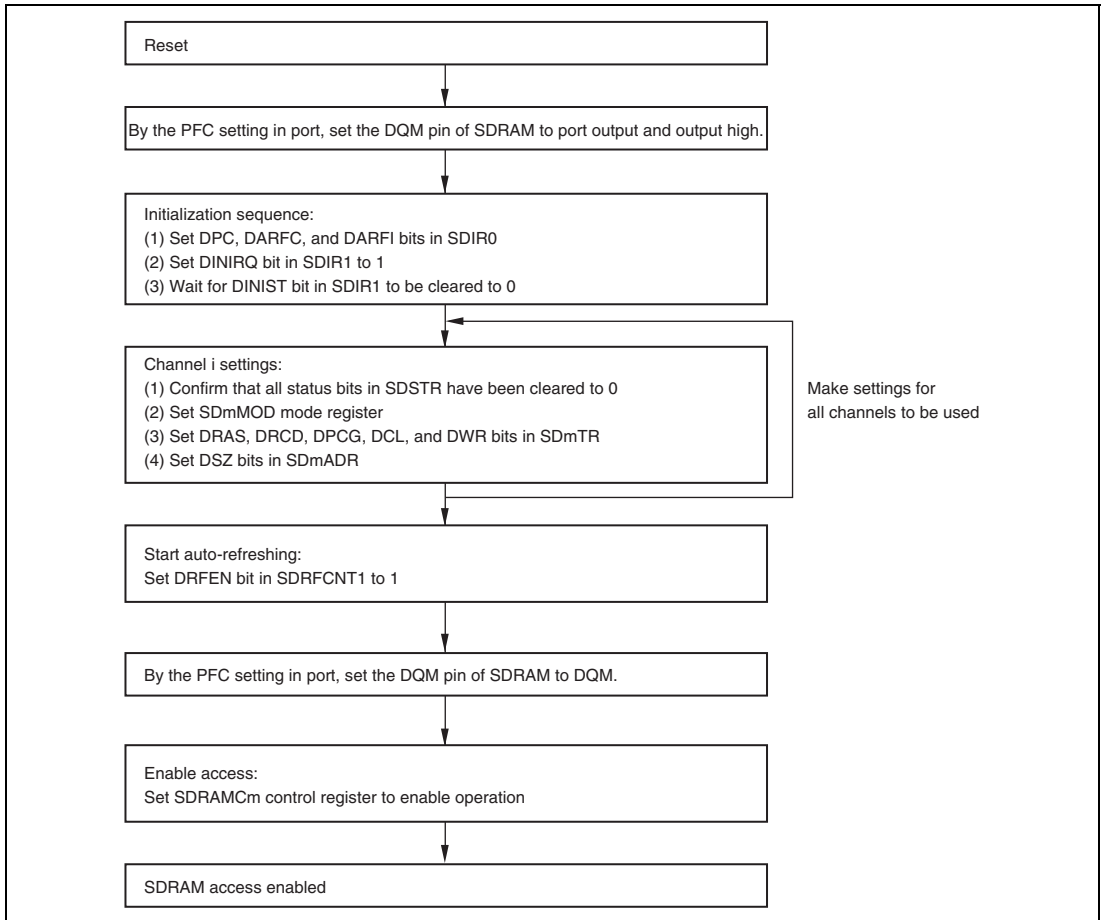 Reset
By the PFC setting in port, set the DQM pin of SDRAM to port output and output high.
Initialization sequence:
(1) Set DPC, DARFC, and DARFI bits in SDIR0
(2) Set DINIRQ bit in SDIR1 to 1
(3) Wait for DINIST bit in SDIR1 to be cleared to 0
Channel i settings:
(1) Confirm that all status bits in SDSTR have been cleared to 0
(2) Set SDmMOD mode register
(3) Set DRAS, DRCD, DPCG, DCL, and DWR bits in SDmTR
(4) Set DSZ bits in SDmADR
Make settings for
all channels to be used
Start auto-refreshing:
Set DRFEN bit in SDRFCNT1 to 1
By the PFC setting in port, set the DQM pin of SDRAM to DQM.
Enable access:
Set SDRAMCm control register to enable operation
SDRAM access enabled